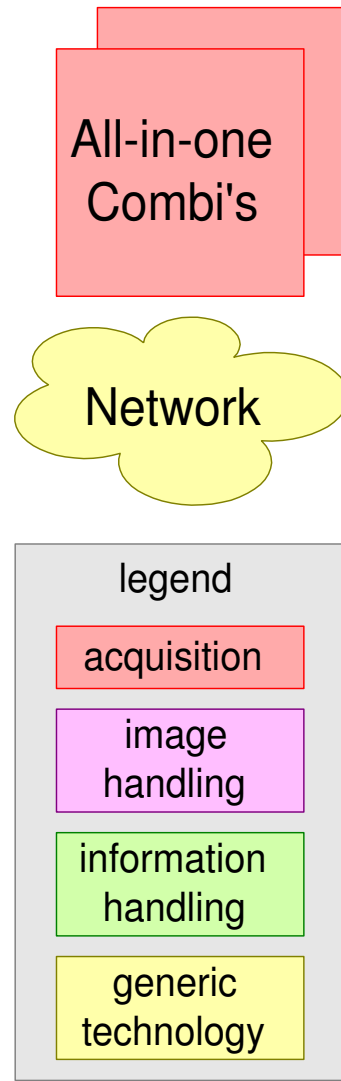 All-in-one
Combi's
Network
legend
acquisition
image
handling
information
handling
generic
technology